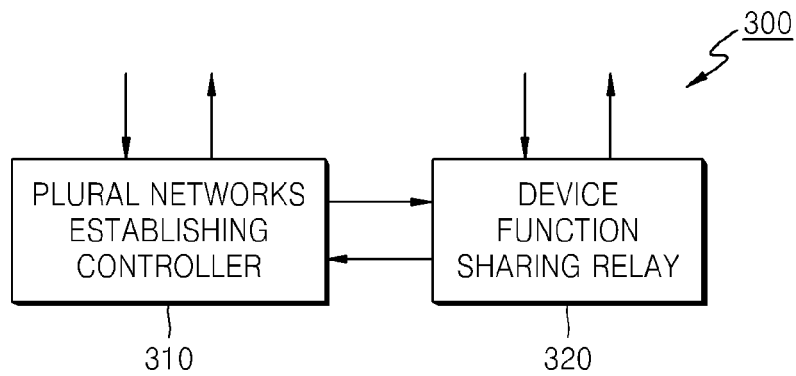 300
PLURAL NETWORKS
ESTABLISHING
CONTROLLER
DEVICE
FUNCTION
SHARING RELAY
310
320